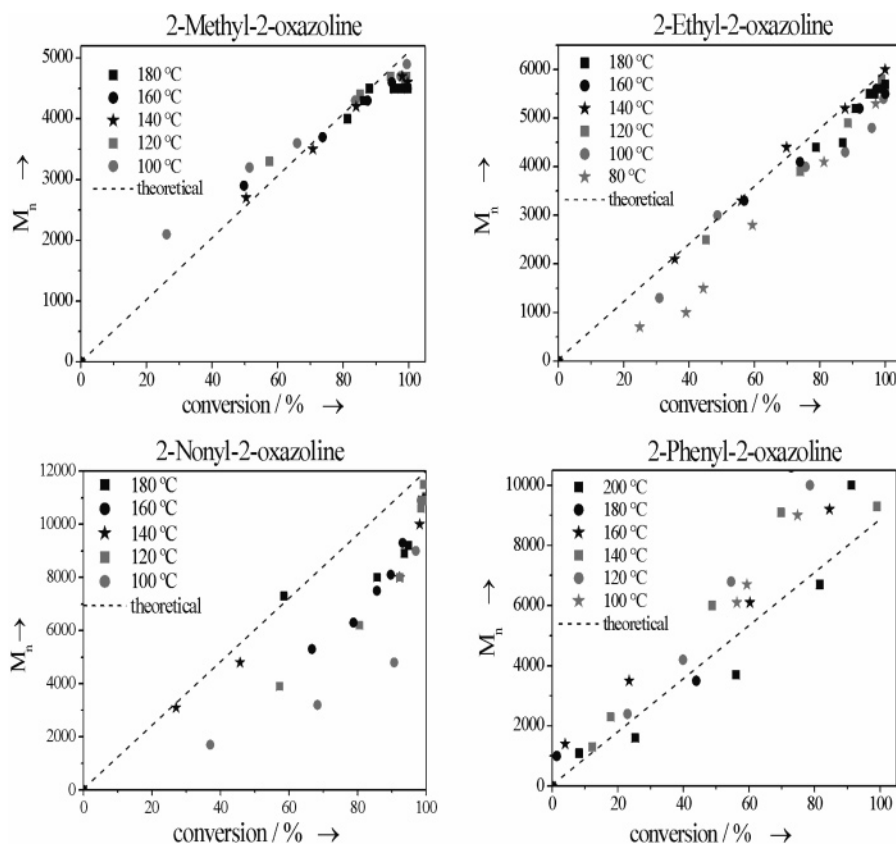 2-Methyl-2-oxazoline
5000
4000
3000
2000
1000
0
M_n →
180 °C
160 °C
140 °C
120 °C
100 °C
theoretical
20 40 60 80 100
conversion / % →
2-Ethyl-2-oxazoline
6000
5000
4000
3000
2000
1000
0
M_n →
180 °C
160 °C
140 °C
120 °C
100 °C
80 °C
theoretical
0 20 40 60 80 100
conversion / % →
2-Nonyl-2-oxazoline
12000
10000
8000
6000
4000
2000
0
M_n →
180 °C
160 °C
140 °C
120 °C
100 °C
theoretical
0 20 40 60 80 100
conversion / % →
2-Phenyl-2-oxazoline
10000
8000
6000
4000
2000
0
M_n →
200 °C
180 °C
160 °C
140 °C
120 °C
100 °C
theoretical
0 20 40 60 80 100
conversion / % →